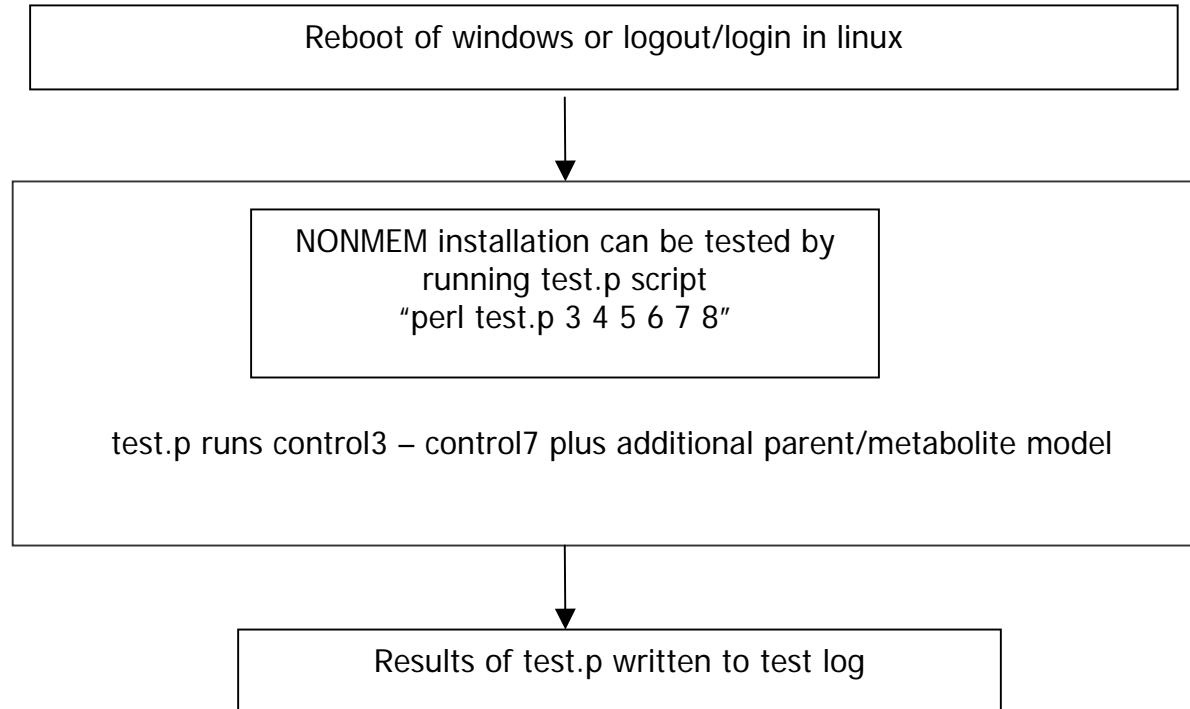 Reboot of windows or logout/login in linux
NONMEM installation can be tested by
running test.p script
“perl test.p 3 4 5 6 7 8”
test.p runs control3 – control7 plus additional parent/metabolite model
Results of test.p written to test log